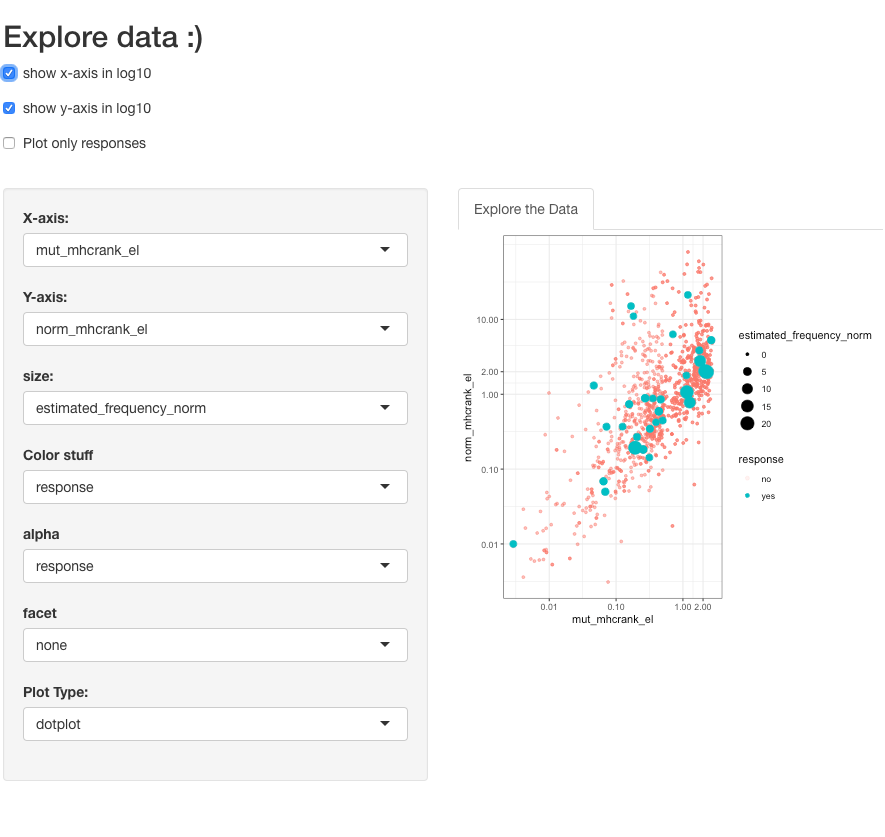 Explore data :)
show x-axis in log10
show y-axis in log10
Plot only responses
X-axis:
mut_mhcrank_el
Y-axis:
norm_mhcrank_el
size:
estimated_frequency_norm
Color stuff
response
alpha
response
facet
none
Plot Type:
dotplot
Explore the Data
norm_mhcrank_el
10.00
2.00
1.00
0.10
0.01
0.01 0.10 1.00 2.00
mut_mhcrank_el
estimated_frequency_norm
0
5
10
15
20
response
no
yes